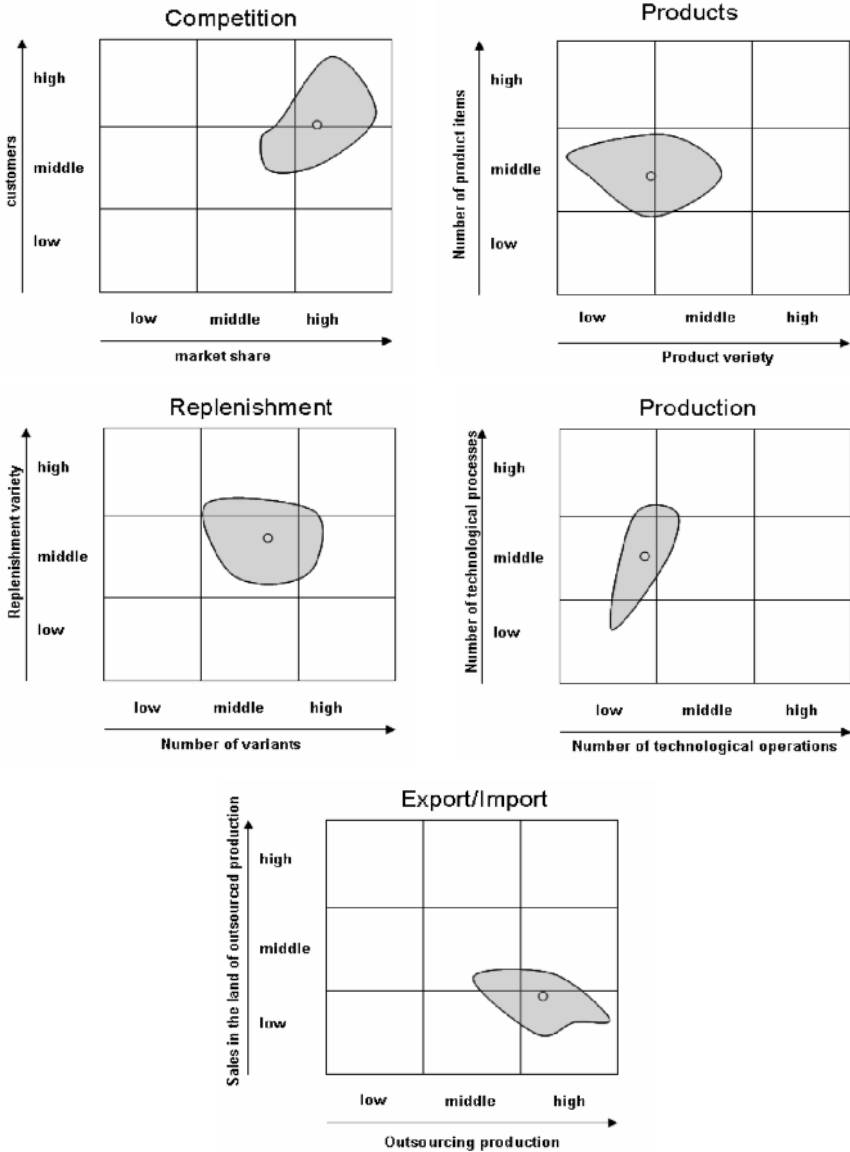 Competition
customers
high
middle
low
low middle high
market share
Products
Number of product items
high
middle
low
low middle high
Product veriety
Replenishment
Replenishment variety
high
middle
low
low middle high
Number of variants
Production
Number of technological processes
high
middle
low
low middle high
Number of technological operations
Export/Import
Sales in the land of outsourced production
high
middle
low
low middle high
Outsourcing production